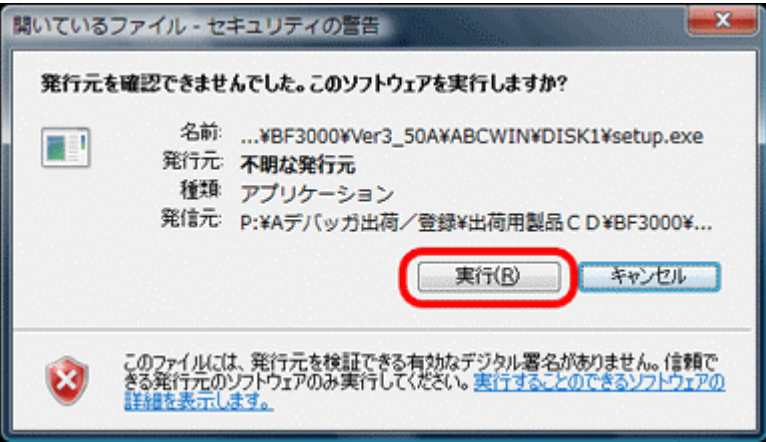 開いているファイル - セキュリティの警告
発行元を確認できませんでした。このソフトウェアを実行しますか?
名前: ...¥BF3000¥Ver3_50A¥ABCWIN¥DISK1¥setup.exe
発行元: 不明な発行元
種類: アプリケーション
発信元: P:¥Aデバッガ出荷／登録¥出荷用製品ＣＤ¥BF3000¥...
実行(R) キャンセル
このファイルには、発行元を検証できる有効なデジタル署名がありません。信頼で
きる発行元のソフトウェアのみ実行してください。実行することのできるソフトウェアの
詳細を表示します。